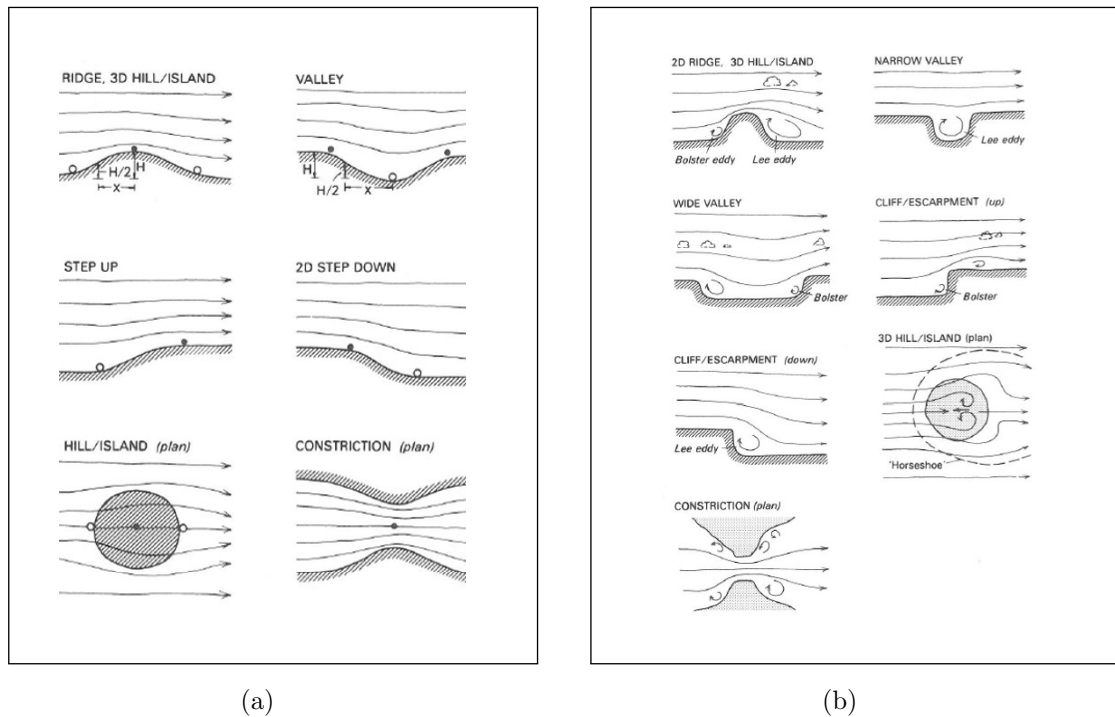 RIDGE, 3D HILL/ISLAND
H/2
H
X
VALLEY
H
H/2
X
STEP UP
2D STEP DOWN
HILL/ISLAND (plan)
CONSTRICTION (plan)
(a)
2D RIDGE, 3D HILL/ISLAND
Bolster eddy
Lee eddy
NARROW VALLEY
Lee eddy
WIDE VALLEY
Bolster
CLIFF/ESCARPMENT (up)
Bolster
CLIFF/ESCARPMENT (down)
Lee eddy
3D HILL/ISLAND (plan)
'Horseshoe'
CONSTRICTION (plan)
(b)